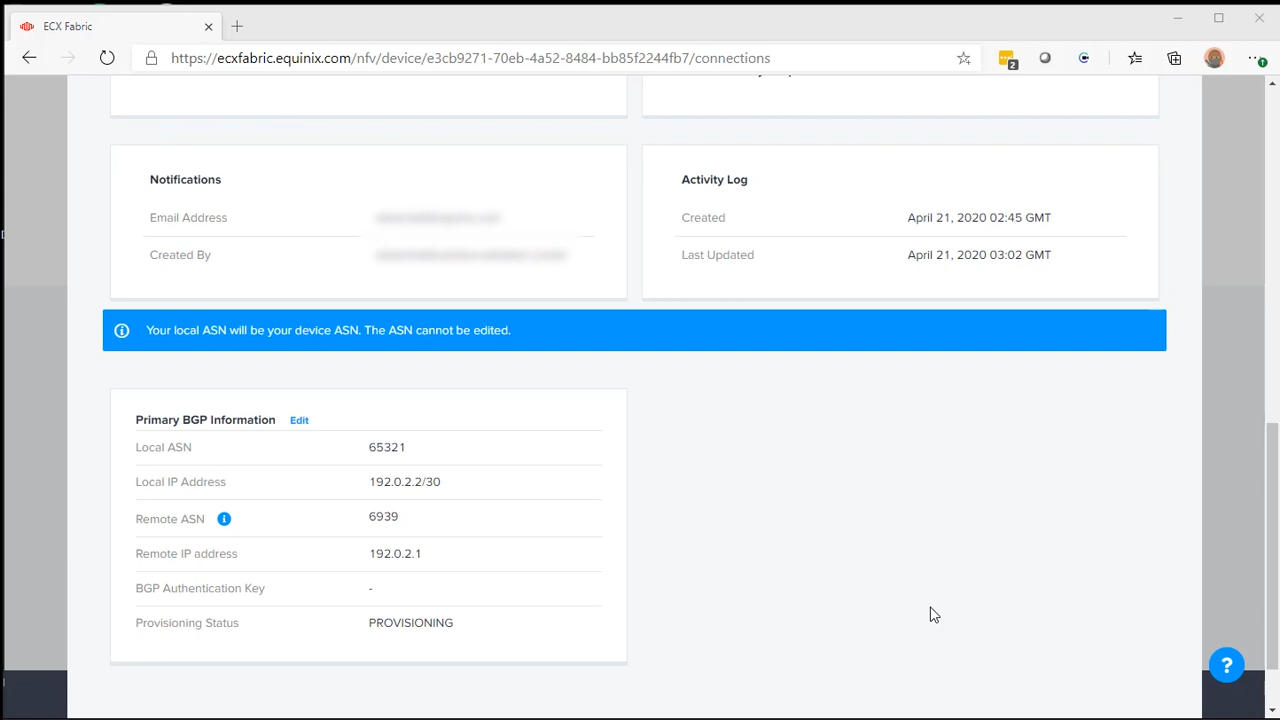 ECX Fabric
https://ecxfabric.equinix.com/nfv/device/e3cb9271-70eb-4a52-8484-bb85f2244fb7/connections
2
Notifications
Email Address
Created By
Activity Log
Created April 21, 2020 02:45 GMT
Last Updated April 21, 2020 03:02 GMT
Your local ASN will be your device ASN. The ASN cannot be edited.
Primary BGP Information Edit
Local ASN 65321
Local IP Address 192.0.2.2/30
Remote ASN 6939
Remote IP address 192.0.2.1
BGP Authentication Key -
Provisioning Status PROVISIONING
?